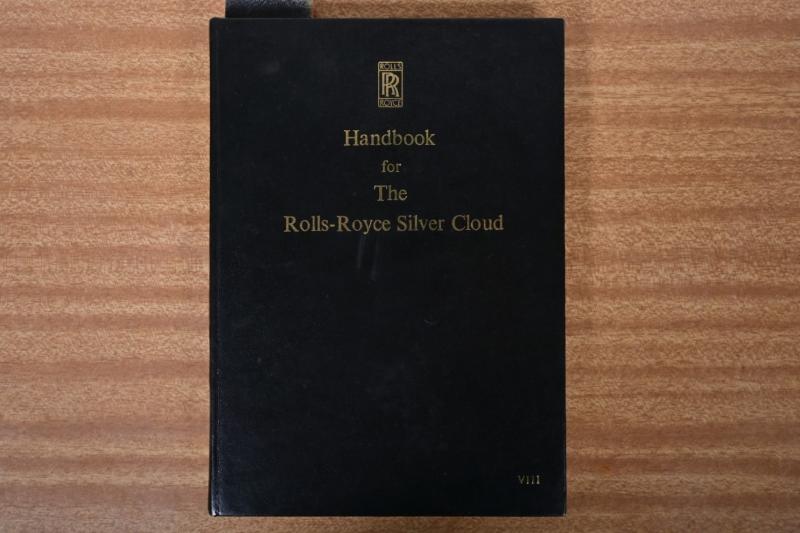 ROLLS
RR
ROYCE
Handbook
for
The
Rolls-Royce Silver Cloud
VIII